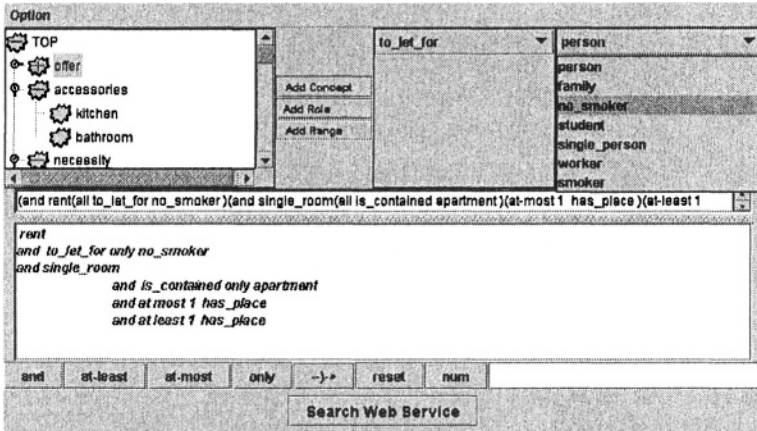 Option
TOP
offer
accessories
kitchen
bathroom
necessity
Add Concept
Add Role
Add Range
to_let_for
person
person
family
no_smoker
student
single_person
worker
smoker
(and rent(all to_let_for no_smoker)(and single_room(all is_contained apartment)(at-most 1 has_place)(at-least 1
rent
and to_let_for only no_smoker
and single_room
and is_contained only apartment
and at most 1 has_place
and at least 1 has_place
and at-least at-most only --)-> reset num
Search Web Service